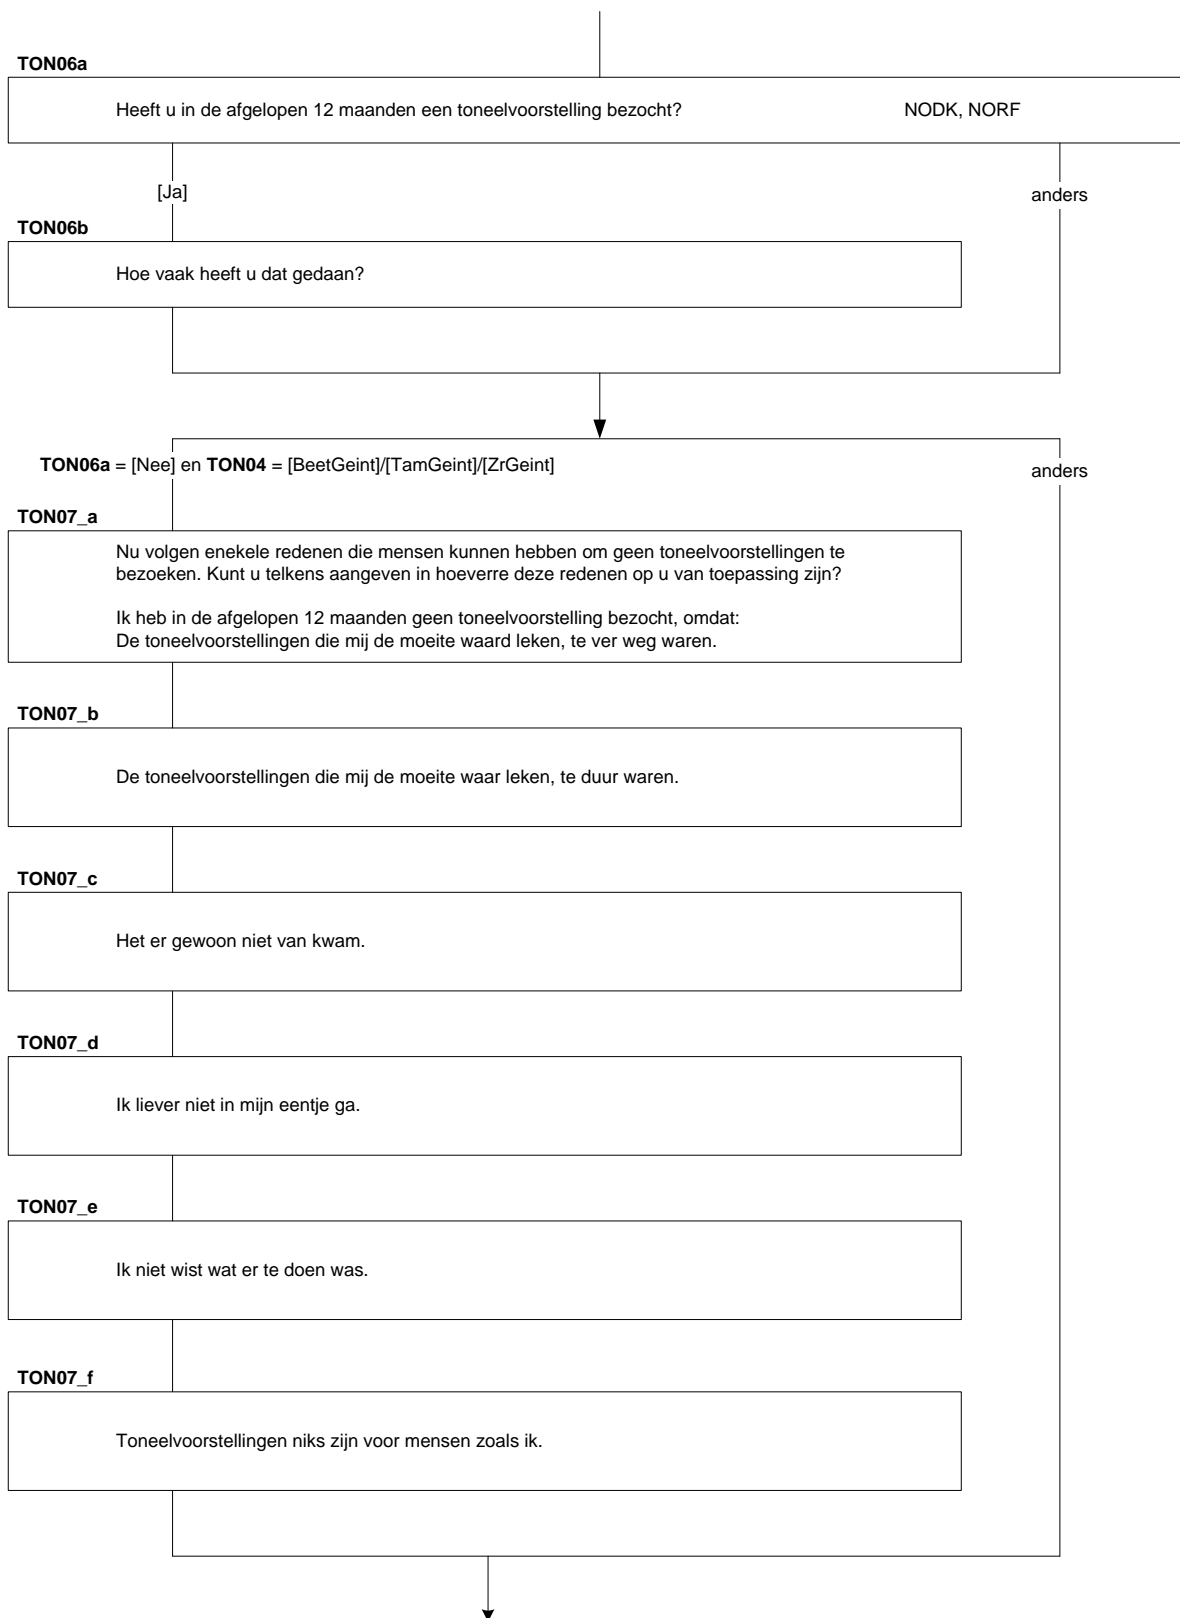 TON06a
Heeft u in de afgelopen 12 maanden een toneelvoorstelling bezocht? NODK, NORF
[Ja] anders
TON06b
Hoe vaak heeft u dat gedaan?
TON06a = [Nee] en TON04 = [BeetGeint]/[TamGeint]/[ZrGeint]
anders
TON07_a
Nu volgen enekele redenen die mensen kunnen hebben om geen toneelvoorstellingen te
bezoeken. Kunt u telkens aangeven in hoeverre deze redenen op u van toepassing zijn?
Ik heb in de afgelopen 12 maanden geen toneelvoorstelling bezocht, omdat:
De toneelvoorstellingen die mij de moeite waard leken, te ver weg waren.
TON07_b
De toneelvoorstellingen die mij de moeite waar leken, te duur waren.
TON07_c
Het er gewoon niet van kwam.
TON07_d
Ik liever niet in mijn eentje ga.
TON07_e
Ik niet wist wat er te doen was.
TON07_f
Toneelvoorstellingen niks zijn voor mensen zoals ik.